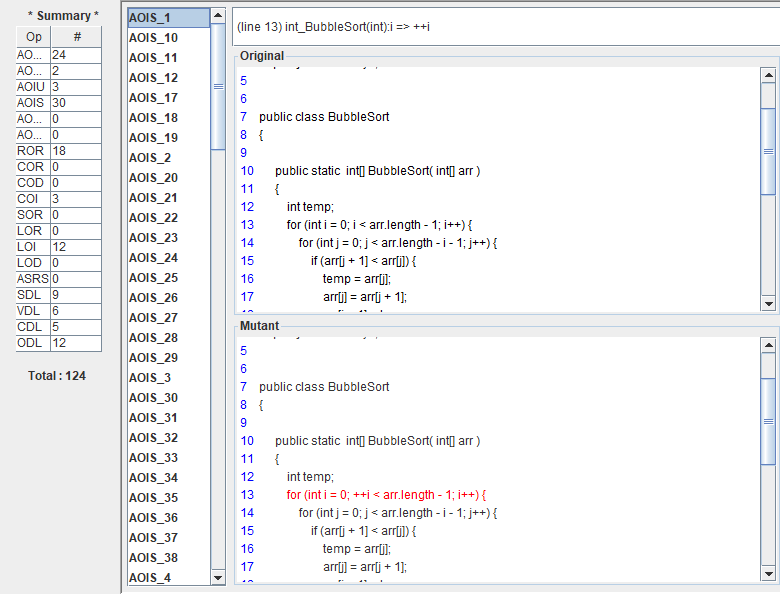 * Summary *
Op #
AO... 24
AO... 2
AOIU 3
AOIS 30
AO... 0
AO... 0
ROR 18
COR 0
COD 0
COI 3
SOR 0
LOR 0
LOI 12
LOD 0
ASRS 0
SDL 9
VDL 6
CDL 5
ODL 12
Total : 124
AOIS_1
AOIS_10
AOIS_11
AOIS_12
AOIS_17
AOIS_18
AOIS_19
AOIS_2
AOIS_20
AOIS_21
AOIS_22
AOIS_23
AOIS_24
AOIS_25
AOIS_26
AOIS_27
AOIS_28
AOIS_29
AOIS_3
AOIS_30
AOIS_31
AOIS_32
AOIS_33
AOIS_34
AOIS_35
AOIS_36
AOIS_37
AOIS_38
AOIS_4
(line 13) int_BubbleSort(int):i => ++i
Original
5
6
7 public class BubbleSort
8 {
9
10 public static int[] BubbleSort( int[] arr )
11 {
12 int temp;
13 for (int i = 0; i < arr.length - 1; i++) {
14 for (int j = 0; j < arr.length - i - 1; j++) {
15 if (arr[j + 1] < arr[j]) {
16 temp = arr[j];
17 arr[j] = arr[j + 1];
Mutant
5
6
7 public class BubbleSort
8 {
9
10 public static int[] BubbleSort( int[] arr )
11 {
12 int temp;
13 for (int i = 0; ++i < arr.length - 1; i++) {
14 for (int j = 0; j < arr.length - i - 1; j++) {
15 if (arr[j + 1] < arr[j]) {
16 temp = arr[j];
17 arr[j] = arr[j + 1];